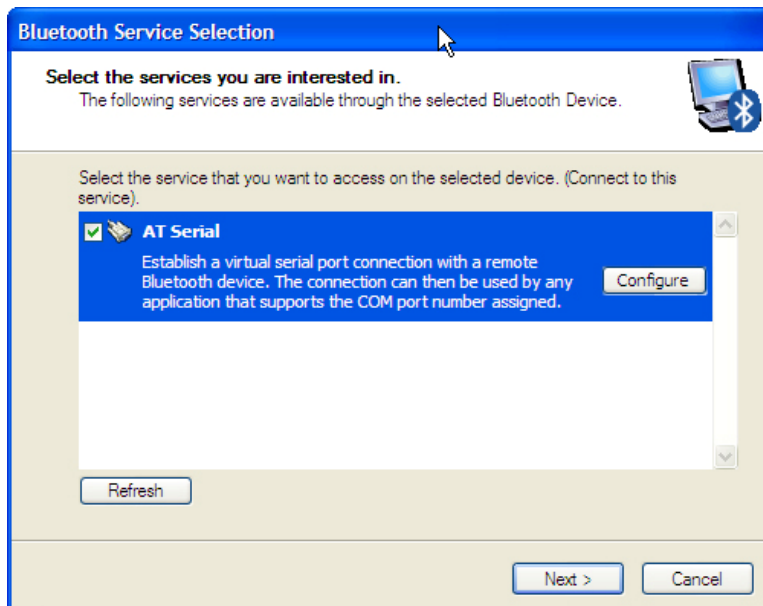 Bluetooth Service Selection
Select the services you are interested in.
The following services are available through the selected Bluetooth Device.
Select the service that you want to access on the selected device. (Connect to this
service).
AT Serial
Establish a virtual serial port connection with a remote
Bluetooth device. The connection can then be used by any
application that supports the COM port number assigned.
Configure
Refresh
Next >
Cancel